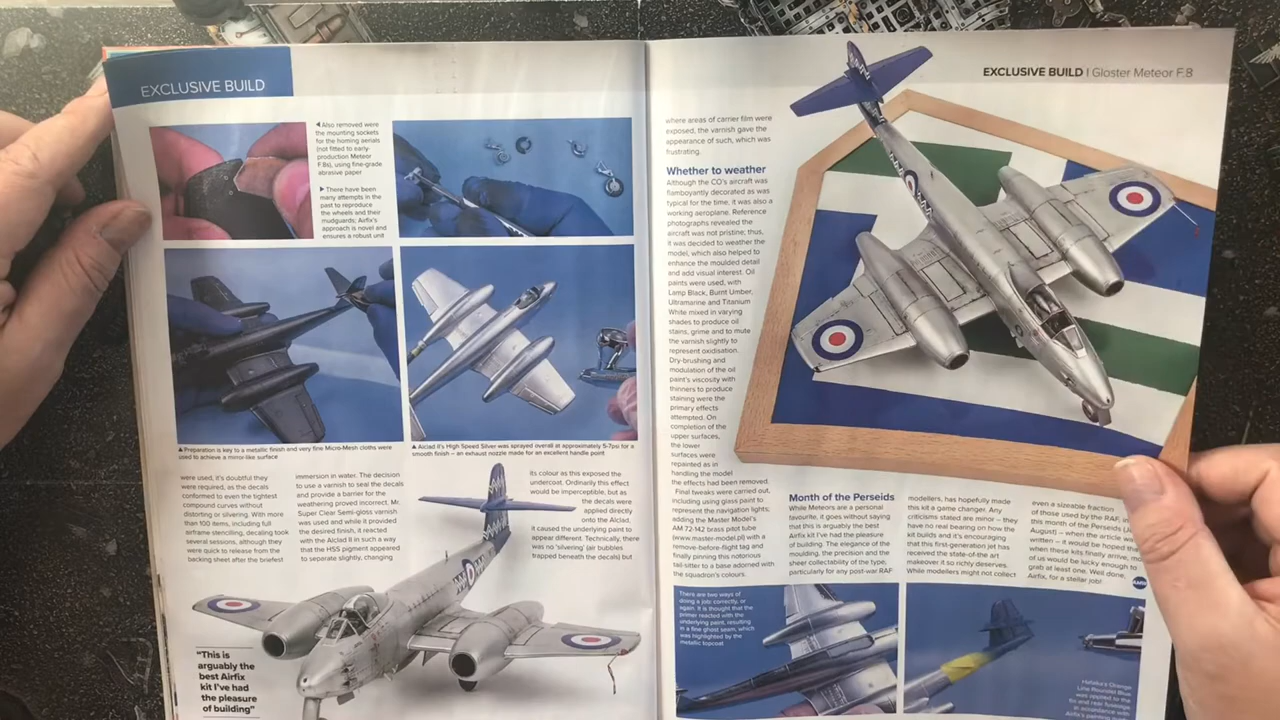 EXCLUSIVE BUILD
◀ Also removed were
the mounting sockets
for the homing aerials
(not fitted to early-
production Meteor
F.8s), using fine-grade
abrasive paper
▶ There have been
many attempts in the
past to reproduce
the wheels and their
mudguards; Airfix's
approach is novel and
ensures a robust unit
▲ Preparation is key to a metallic finish and very fine Micro-Mesh cloths were
used to achieve a mirror-like surface
▲ Alclad II's High Speed Silver was sprayed overall at approximately 5-7psi for a
smooth finish – an exhaust nozzle made for an excellent handle point
were used, it's doubtful they
were required, as the decals
conformed to even the tightest
compound curves without
distorting or silvering. With more
than 100 items, including full
airframe stencilling, decaling took
several sessions, although they
were quick to release from the
backing sheet after the briefest
immersion in water. The decision
to use a varnish to seal the decals
and provide a barrier for the
weathering proved incorrect. Mr.
Super Clear Semi-gloss varnish
was used and while it provided
the desired finish, it reacted
with the Alclad II in such a way
that the HSS pigment appeared
to separate slightly, changing
its colour as this exposed the
undercoat. Ordinarily this effect
would be imperceptible, but as
the decals were
applied directly
onto the Alclad,
it caused the underlying paint to
appear different. Technically, there
was no 'silvering' (air bubbles
trapped beneath the decals) but
"This is
arguably the
best Airfix
kit I've had
the pleasure
of building"
EXCLUSIVE BUILD | Gloster Meteor F.8
where areas of carrier film were
exposed, the varnish gave the
appearance of such, which was
frustrating.
Whether to weather
Although the CO's aircraft was
flamboyantly decorated as was
typical for the time, it was also a
working aeroplane. Reference
photographs revealed the
aircraft was not pristine; thus,
it was decided to weather the
model, which also helped to
enhance the moulded detail
and add visual interest. Oil
paints were used, with
Lamp Black, Burnt Umber,
Ultramarine and Titanium
White mixed in varying
shades to produce oil
stains, grime and to mute
the varnish slightly to
represent oxidisation.
Dry-brushing and
modulation of the oil
paint's viscosity with
thinners to produce
staining were the
primary effects
attempted. On
completion of the
upper surfaces,
the lower
surfaces were
repainted as in
handling the model
the effects had been removed.
Final tweaks were carried out,
including using glass paint to
represent the navigation lights;
adding the Master Model's
AM 72-142 brass pitot tube
(www.master-model.pl) with a
remove-before-flight tag and
finally pinning this notorious
tail-sitter to a base adorned with
the squadron's colours.
Month of the Perseids
While Meteors are a personal
favourite, it goes without saying
that this is arguably the best
Airfix kit I've had the pleasure
of building. The elegance of the
moulding, the precision and the
sheer collectability of the type,
particularly for any post-war RAF
modellers, has hopefully made
this kit a game changer. Any
criticisms stated are minor – they
have no real bearing on how the
kit builds and it's encouraging
that this first-generation jet has
received the state-of-the-art
makeover it so richly deserves.
While modellers might not collect
even a sizeable fraction
of those used by the RAF, in
this month of the Perseids (J
August) – when the article w
written – it would be hoped th
when these kits finally arrive, m
of us would be lucky enough to
grab at least one. Well done,
Airfix, for a stellar job!
There are two ways of
doing a job: correctly, or
again. It is thought that the
primer reacted with the
underlying paint, resulting
in a fine ghost seam, which
was highlighted by the
metallic topcoat
Hataka's Orange
Line Roundel Blue
was applied to the
fin and rear fuselage
in accordance with